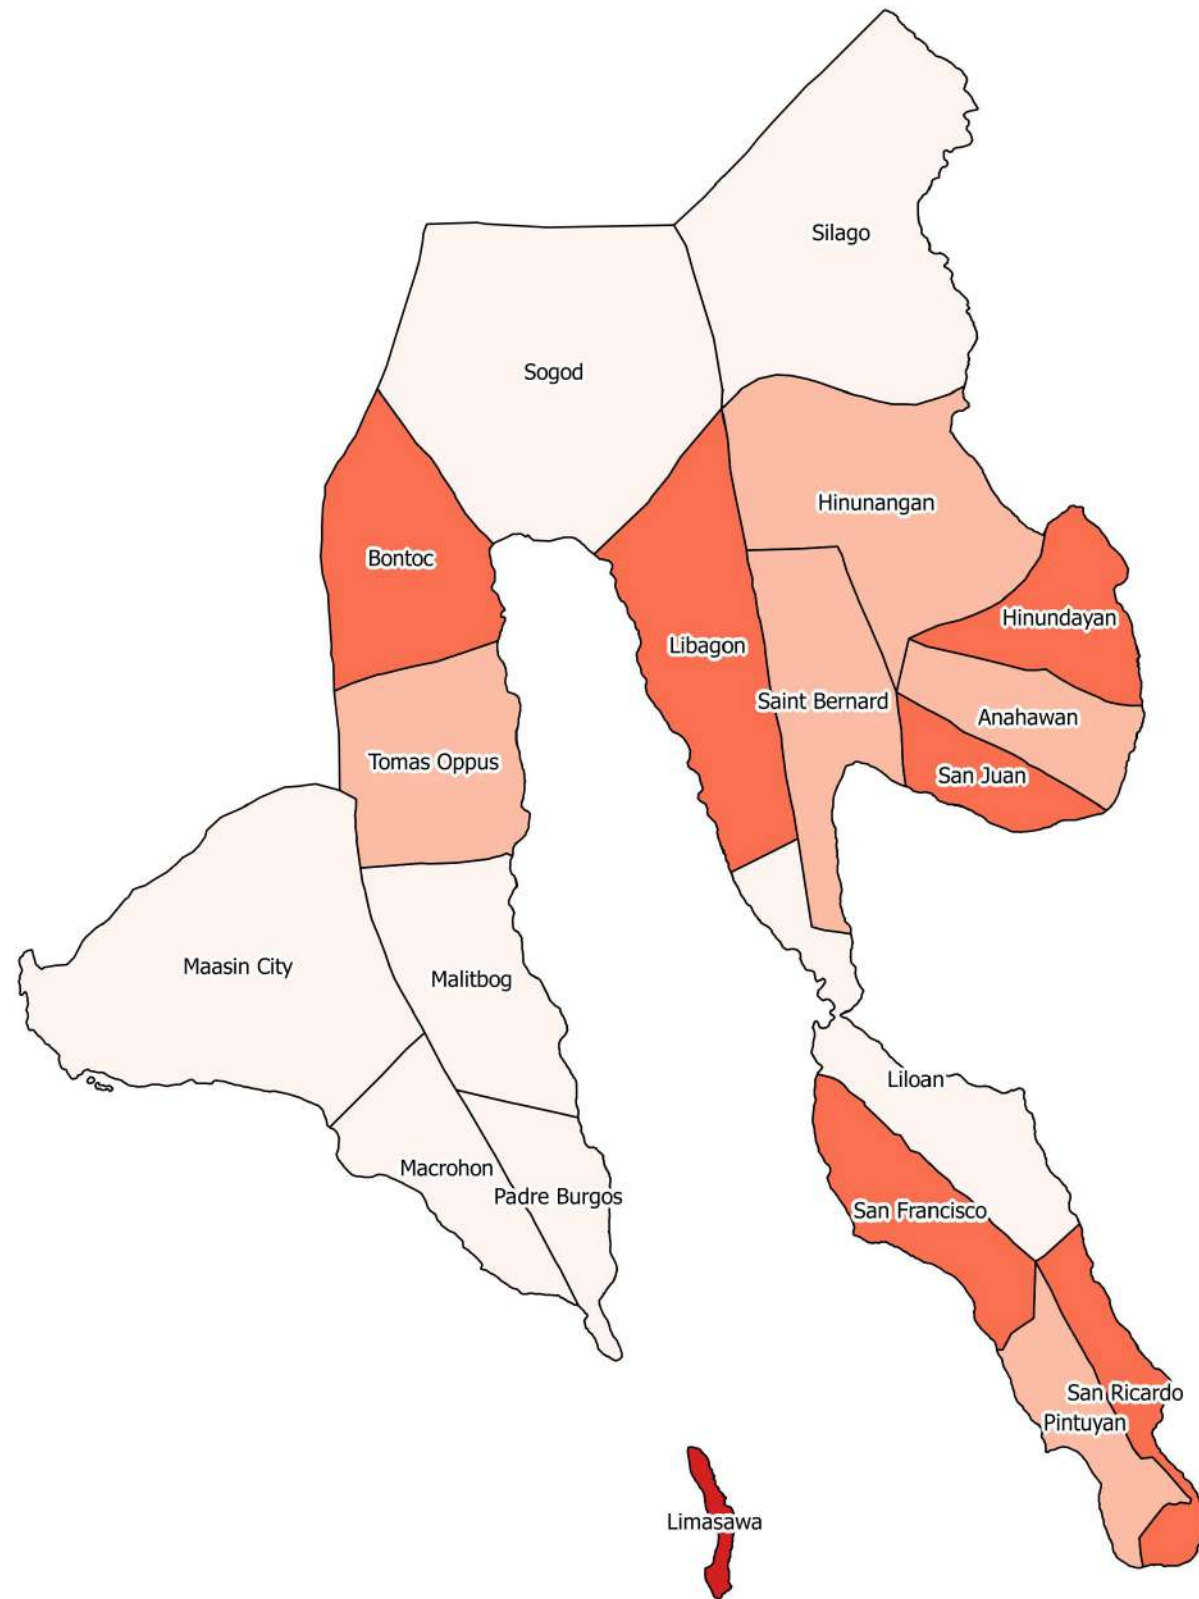 Silago
Sogod
Hinunangan
Bontoc
Hinundayan
Libagon
Saint Bernard
Anahawan
Tomas Oppus
San Juan
Maasin City
Malitbog
Liloan
Macrohon
Padre Burgos
San Francisco
San Ricardo
Pintuyan
Limasawa